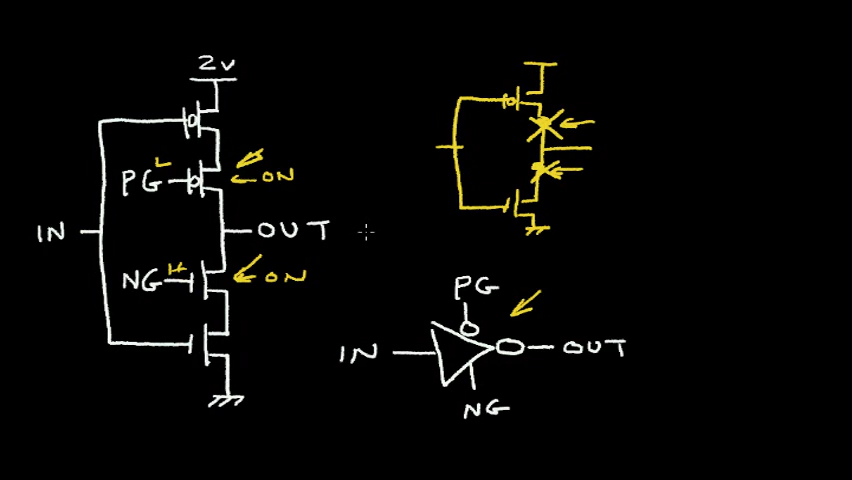 2v
PG L ON
IN OUT
NG H ON
PG
IN OUT
NG